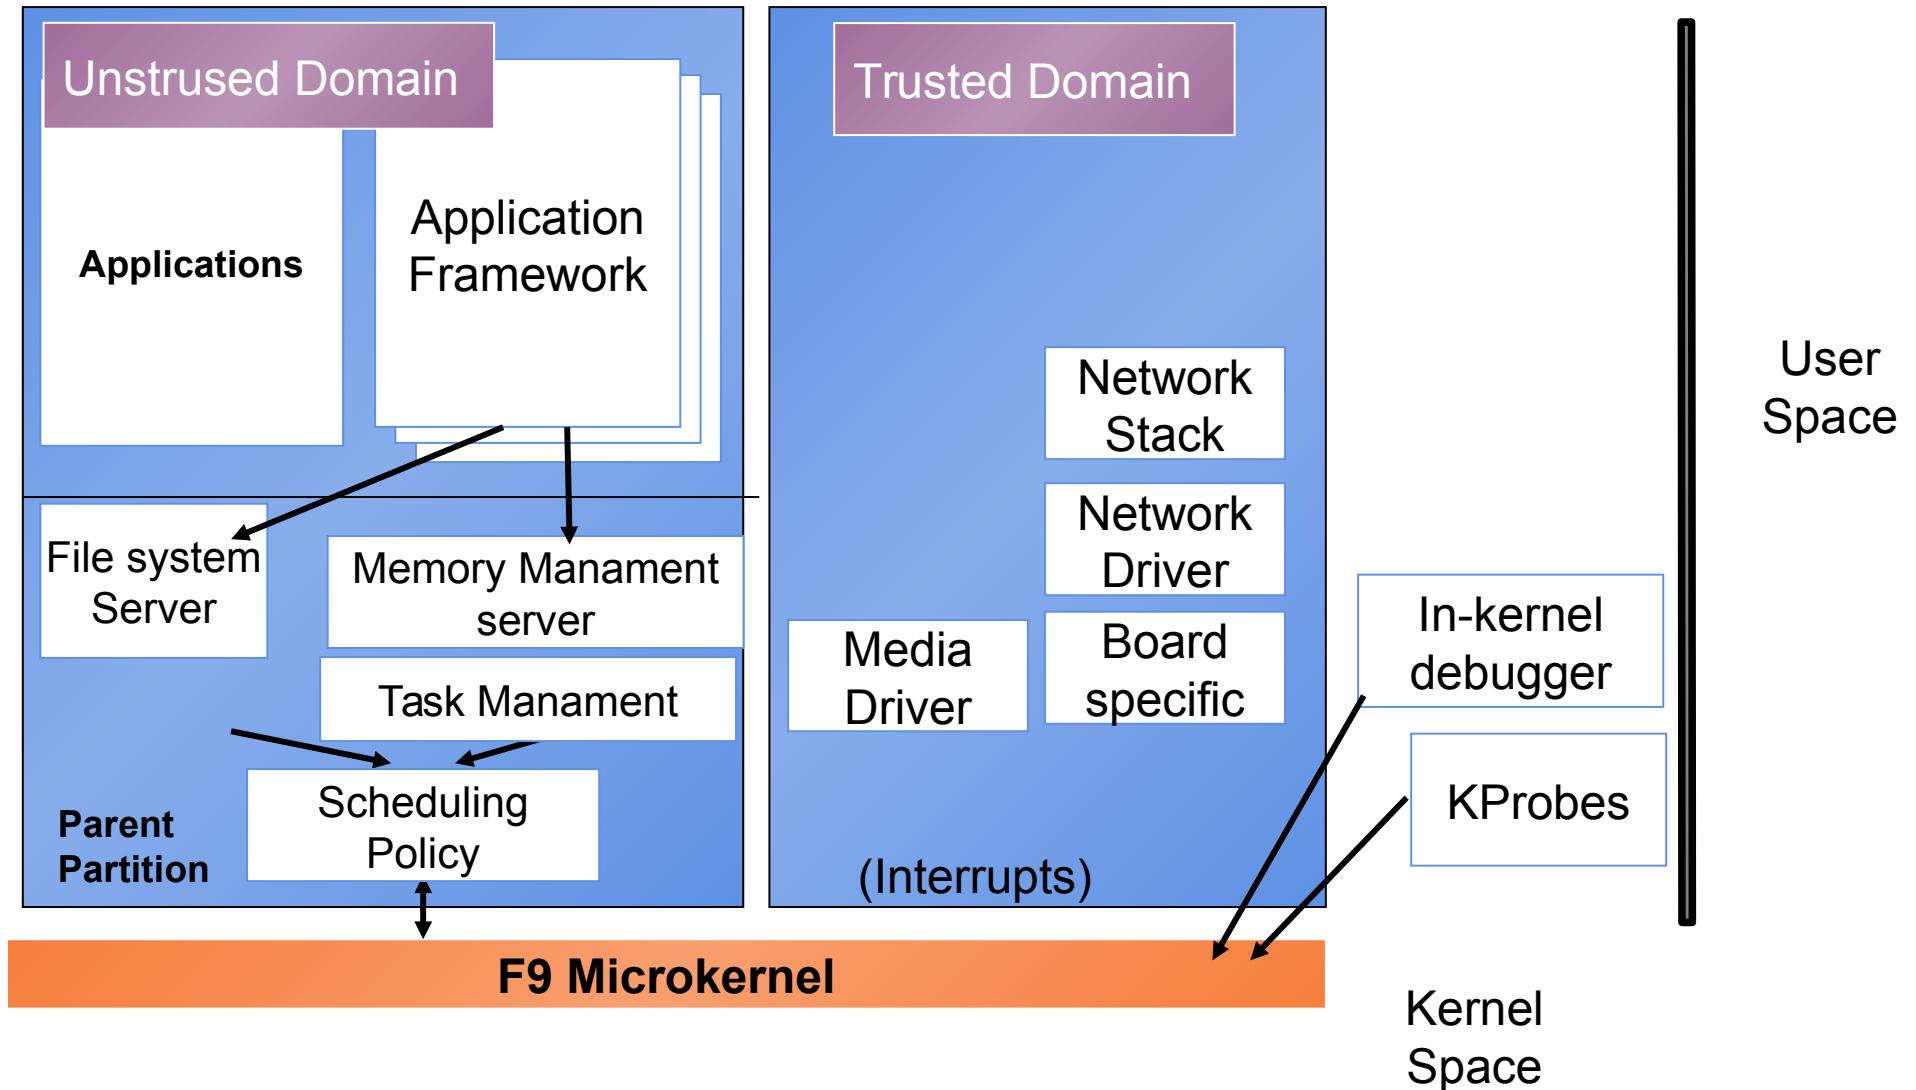 Unstrused Domain
Trusted Domain
Applications
Application
Framework
Network
Stack
User
Space
Network
Driver
File system
Server
Memory Manament
server
In-kernel
debugger
Media
Driver
Board
specific
Task Manament
KProbes
Scheduling
Policy
Parent
Partition
(Interrupts)
F9 Microkernel
Kernel
Space